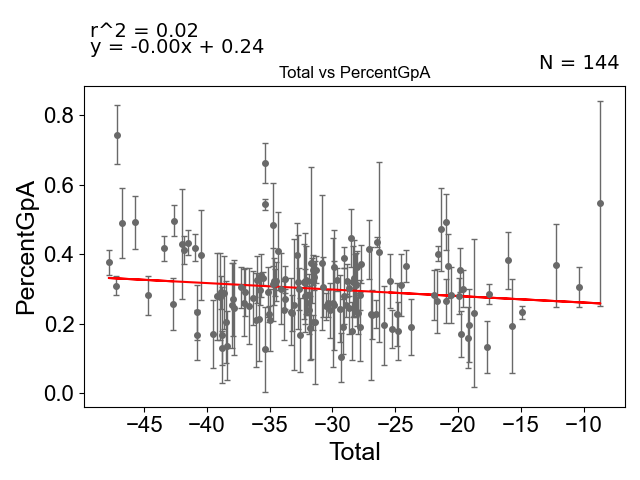 r^2 = 0.02
y = -0.00x + 0.24
N = 144
Total vs PercentGpA
PercentGpA
0.8
0.6
0.4
0.2
0.0
−45 −40 −35 −30 −25 −20 −15 −10
Total